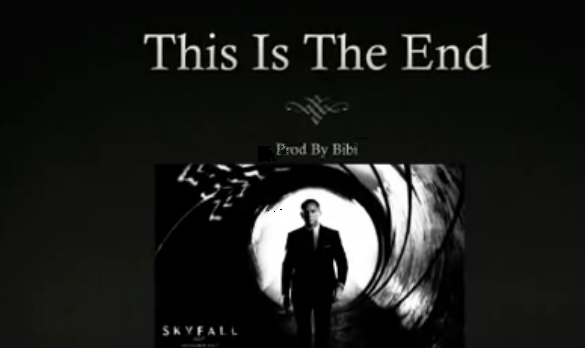 This Is The End
Prod By Bibi
SKYFALL